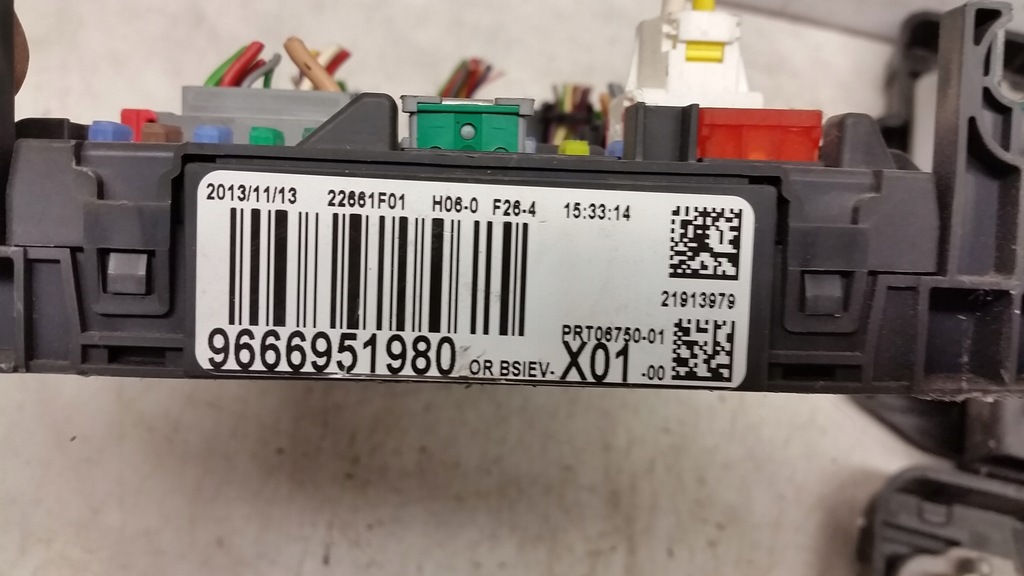 2013/11/13 22661F01 H06-0 F26-4 15:33:14
21913979
PRT06750-01
9666951980 OR BSIEV- X01 -00